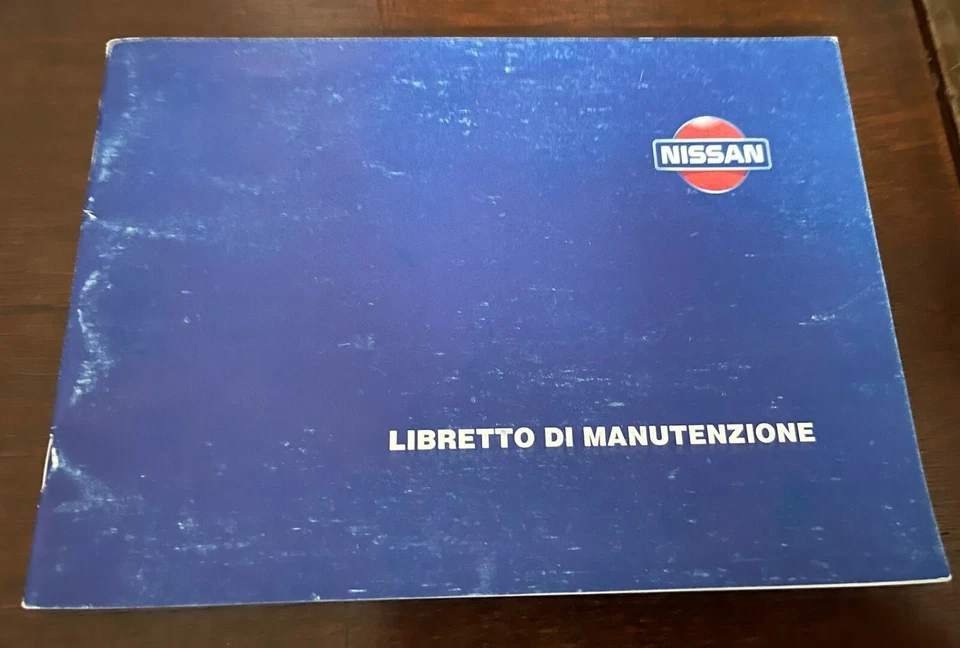 NISSAN
LIBRETTO DI MANUTENZIONE